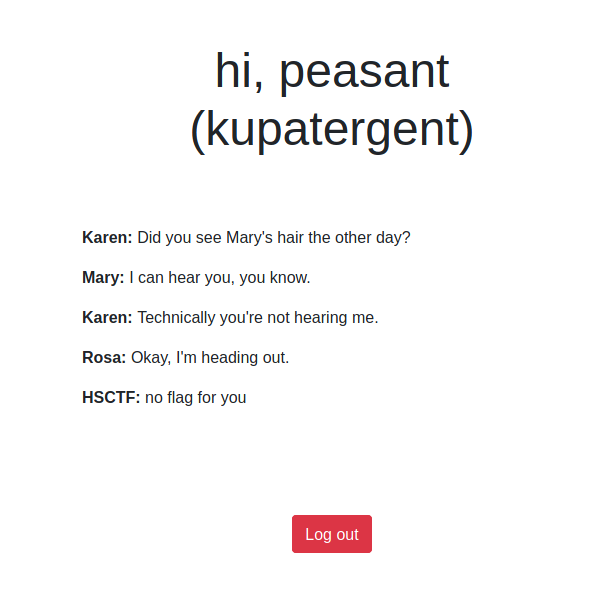 hi, peasant
(kupatergent)
Karen: Did you see Mary's hair the other day?
Mary: I can hear you, you know.
Karen: Technically you're not hearing me.
Rosa: Okay, I'm heading out.
HSCTF: no flag for you
Log out